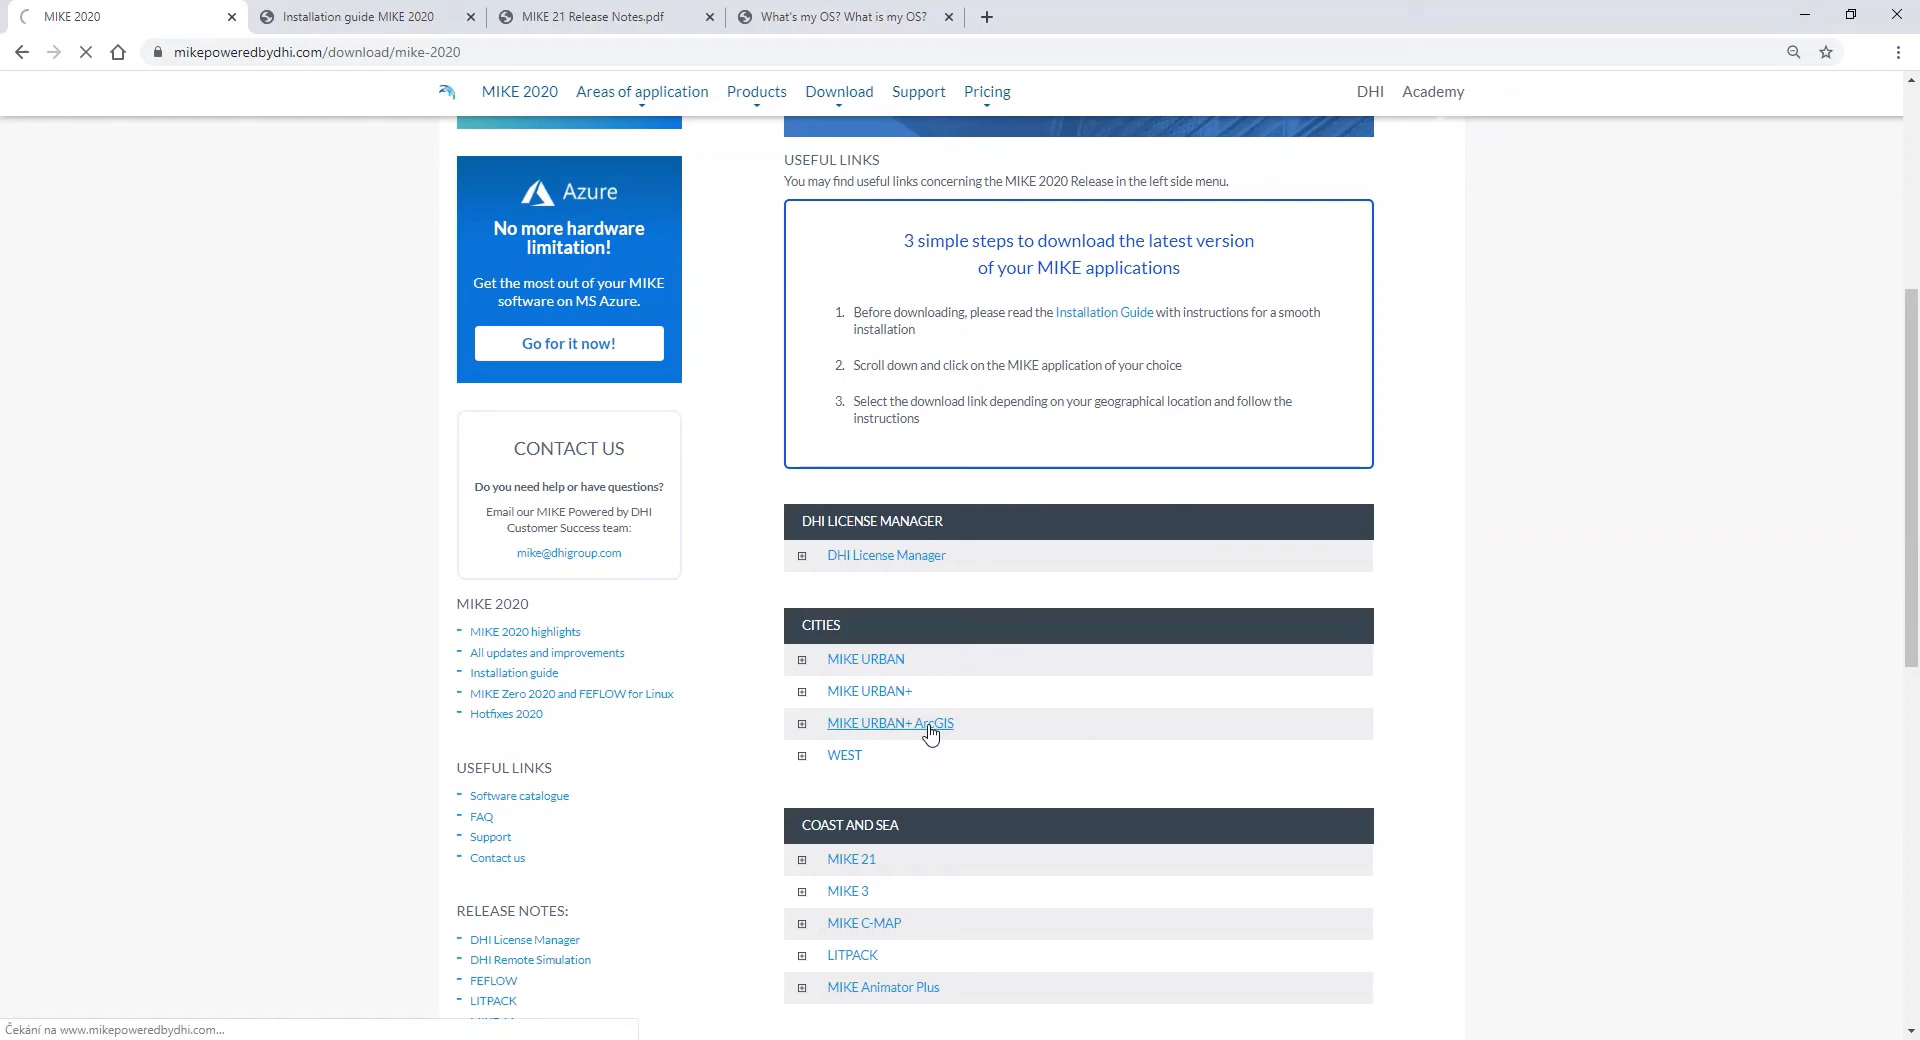 MIKE 2020
Installation guide MIKE 2020
MIKE 21 Release Notes.pdf
What's my OS? What is my OS?
mikepoweredbydhi.com/download/mike-2020
MIKE 2020 Areas of application Products Download Support Pricing DHI Academy
Azure
No more hardware
limitation!
Get the most out of your MIKE
software on MS Azure.
Go for it now!
CONTACT US
Do you need help or have questions?
Email our MIKE Powered by DHI
Customer Success team:
mike@dhigroup.com
MIKE 2020
MIKE 2020 highlights
All updates and improvements
Installation guide
MIKE Zero 2020 and FEFLOW for Linux
Hotfixes 2020
USEFUL LINKS
Software catalogue
FAQ
Support
Contact us
RELEASE NOTES:
DHI License Manager
DHI Remote Simulation
FEFLOW
LITPACK
USEFUL LINKS
You may find useful links concerning the MIKE 2020 Release in the left side menu.
3 simple steps to download the latest version
of your MIKE applications
1. Before downloading, please read the Installation Guide with instructions for a smooth
installation
2. Scroll down and click on the MIKE application of your choice
3. Select the download link depending on your geographical location and follow the
instructions
DHI LICENSE MANAGER
DHI License Manager
CITIES
MIKE URBAN
MIKE URBAN+
MIKE URBAN+ ArcGIS
WEST
COAST AND SEA
MIKE 21
MIKE 3
MIKE C-MAP
LITPACK
MIKE Animator Plus
Čekání na www.mikepoweredbydhi.com...